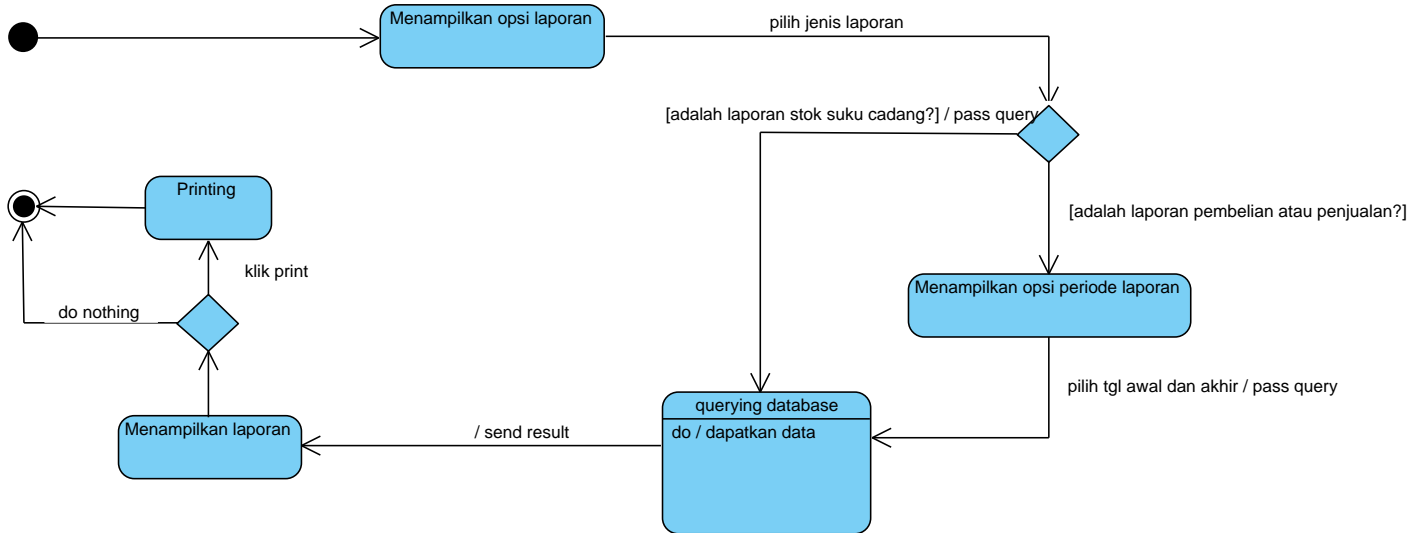 Menampilkan opsi laporan
pilih jenis laporan
[adalah laporan stok suku cadang?] / pass query
Printing
[adalah laporan pembelian atau penjualan?]
klik print
Menampilkan opsi periode laporan
do nothing
pilih tgl awal dan akhir / pass query
querying database
Menampilkan laporan
/ send result
do / dapatkan data